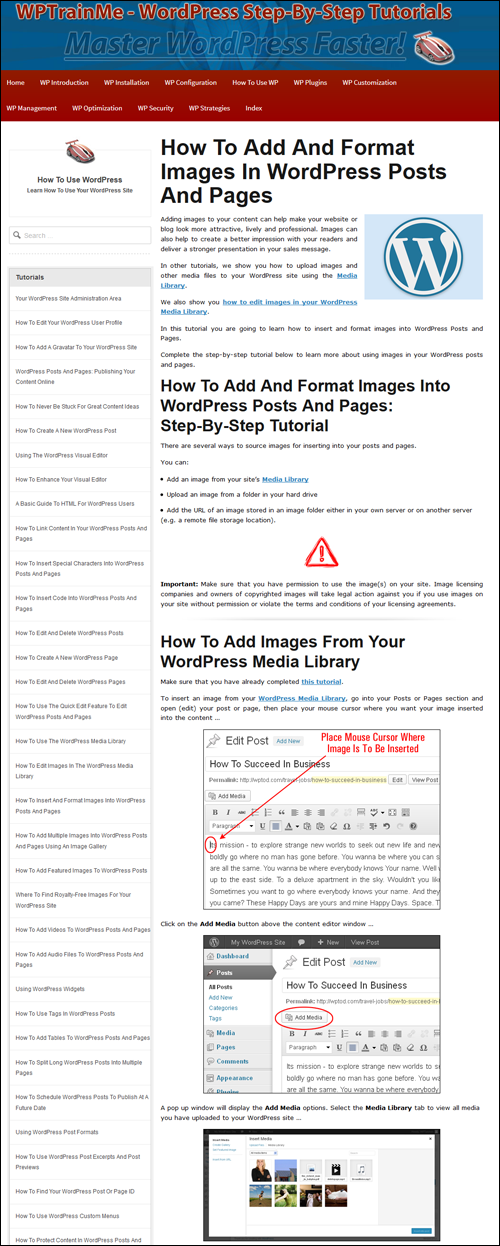 WPTrainMe - WordPress Step-By-Step Tutorials
Master WordPress Faster!
Home WP Introduction WP Installation WP Configuration How To Use WP WP Plugins WP Customization
WP Management WP Optimization WP Security WP Strategies Index
How To Use WordPress
Learn How To Use Your WordPress Site
Search ...
Tutorials
Your WordPress Site Administration Area
How To Edit Your WordPress User Profile
How To Add A Gravatar To Your WordPress Site
WordPress Posts And Pages: Publishing Your
Content Online
How To Never Be Stuck For Great Content Ideas
How To Create A New WordPress Post
Using The WordPress Visual Editor
How To Enhance Your Visual Editor
A Basic Guide To HTML For WordPress Users
How To Link Content In Your WordPress Posts And
Pages
How To Insert Special Characters Into WordPress
Posts And Pages
How To Insert Code Into WordPress Posts And
Pages
How To Edit And Delete WordPress Posts
How To Create A New WordPress Page
How To Edit And Delete WordPress Pages
How To Use The Quick Edit Feature To Edit
WordPress Posts And Pages
How To Use The WordPress Media Library
How To Edit Images In The WordPress Media
Library
How To Insert And Format Images Into WordPress
Posts And Pages
How To Add Multiple Images Into WordPress Posts
And Pages Using An Image Gallery
How To Add Featured Images To WordPress Posts
Where To Find Royalty-Free Images For Your
WordPress Site
How To Add Videos To WordPress Posts And Pages
How To Add Audio Files To WordPress Posts And
Pages
Using WordPress Widgets
How To Use Tags In WordPress Posts
How To Add Tables To WordPress Posts And Pages
How To Split Long WordPress Posts Into Multiple
Pages
How To Schedule WordPress Posts To Publish At A
Future Date
Using WordPress Post Formats
How To Use WordPress Post Excerpts And Post
Previews
How To Find Your WordPress Post Or Page ID
How To Use WordPress Custom Menus
How To Protect Content In WordPress Posts And
How To Add And Format
Images In WordPress Posts
And Pages
Adding images to your content can help make your website or
blog look more attractive, lively and professional. Images can
also help to create a better impression with your readers and
deliver a stronger presentation in your sales message.
In other tutorials, we show you how to upload images and
other media files to your WordPress site using the Media
Library.
We also show you how to edit images in your WordPress
Media Library.
In this tutorial you are going to learn how to insert and format images into WordPress Posts and
Pages.
Complete the step-by-step tutorial below to learn more about using images in your WordPress posts
and pages.
How To Add And Format Images Into
WordPress Posts And Pages:
Step-By-Step Tutorial
There are several ways to source images for inserting into your posts and pages.
You can:
• Add an image from your site's Media Library
• Upload an image from a folder in your hard drive
• Add the URL of an image stored in an image folder either in your own server or on another server
(e.g. a remote file storage location).
Important: Make sure that you have permission to use the image(s) on your site. Image licensing
companies and owners of copyrighted images will take legal action against you if you use images on
your site without permission or violate the terms and conditions of your licensing agreements.
How To Add Images From Your
WordPress Media Library
Make sure that you have already completed this tutorial.
To insert an image from your WordPress Media Library, go into your Posts or Pages section and
open (edit) your post or page, then place your mouse cursor where you want your image inserted
into the content ...
Edit Post Add New
Place Mouse Cursor Where
Image Is To Be Inserted
How To Succeed In Business
Permalink: http://wptod.com/travel-jobs/how-to-succeed-in-business Edit View Post
Add Media
Paragraph
Its mission - to explore strange new worlds to seek out new life and new
boldly go where no man has gone before. You wanna be where you can s
are all the same. You wanna be where everybody knows Your name. Well w
up to the east side. To a deluxe apartment in the sky. Wouldn't you like
Sometimes you want to go where everybody knows your name. And they
you came? These Happy Days are yours and mine Happy Days. Space. T
Click on the Add Media button above the content editor window ...
My WordPress Site + New View Post
Dashboard
Posts
All Posts
Add New
Categories
Tags
Media
Pages
Comments
Appearance
Plugins
Edit Post Add New
How To Succeed In Business
Permalink: http://wptod.com/travel-jobs/how-to-succeed-in-l
Add Media
Paragraph
Its mission - to explore strange new worlds to seek o
boldly go where no man has gone before. You wann
are all the same. You wanna be where everybody kno
A pop up window will display the Add Media options. Select the Media Library tab to view all media
you have uploaded to your WordPress site ...
Insert Media